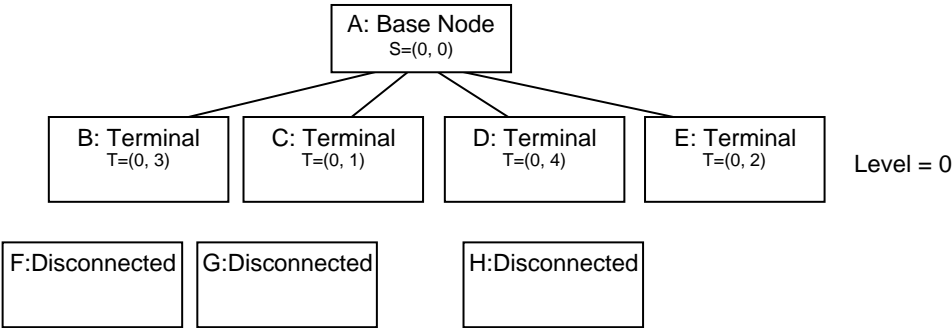 A: Base Node
S=(0, 0)
B: Terminal
T=(0, 3)
C: Terminal
T=(0, 1)
D: Terminal
T=(0, 4)
E: Terminal
T=(0, 2)
Level = 0
F:Disconnected
G:Disconnected
H:Disconnected